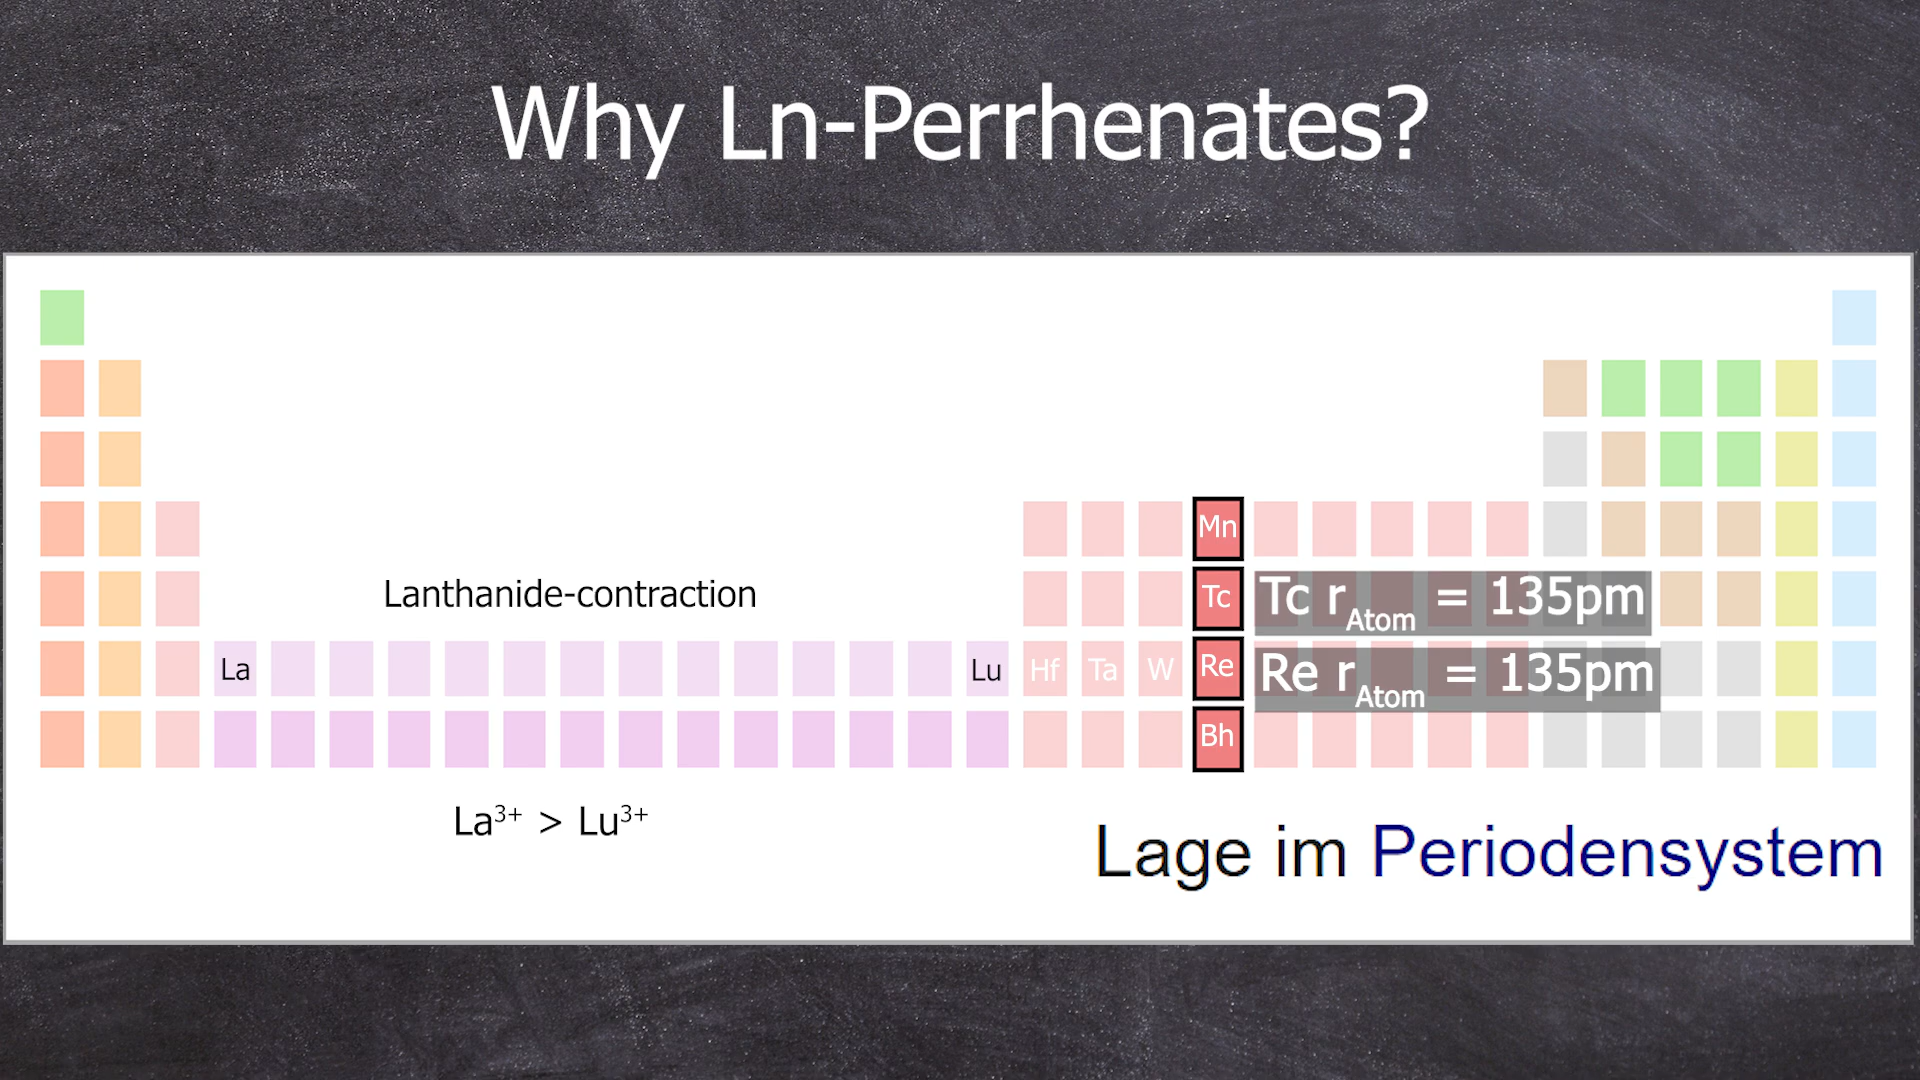 Why Ln-Perrhenates?
Mn
Lanthanide-contraction
Tc
Tc r_Atom = 135pm
La
Lu
Hf
Ta
W
Re
Re r_Atom = 135pm
Bh
La³⁺ > Lu³⁺
Lage im Periodensystem